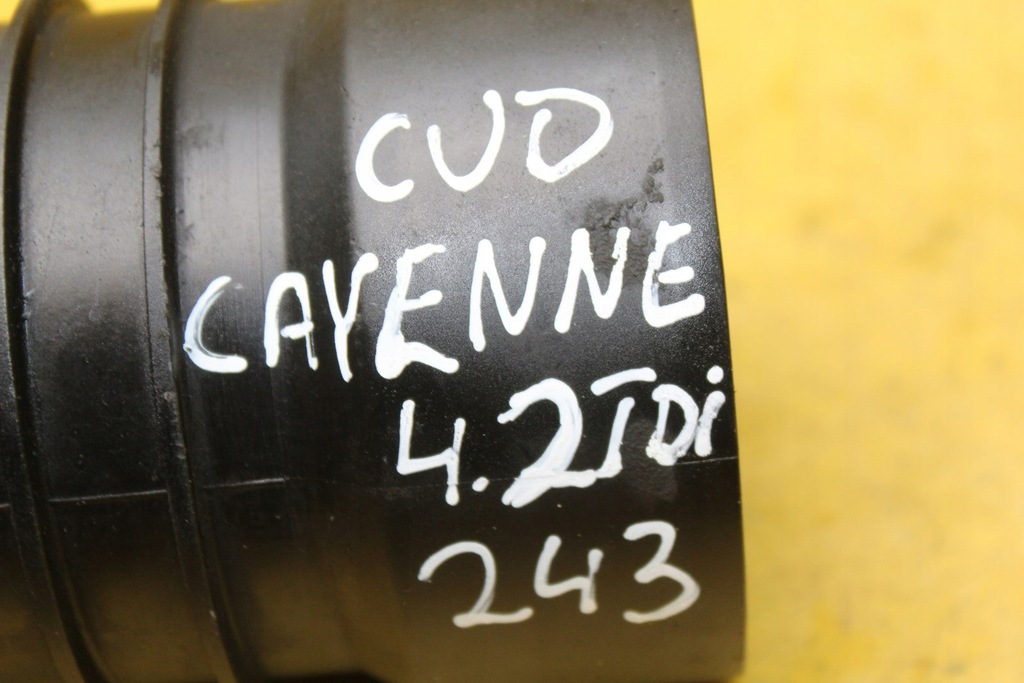 CUD
CAYENNE
4.2TDi
243